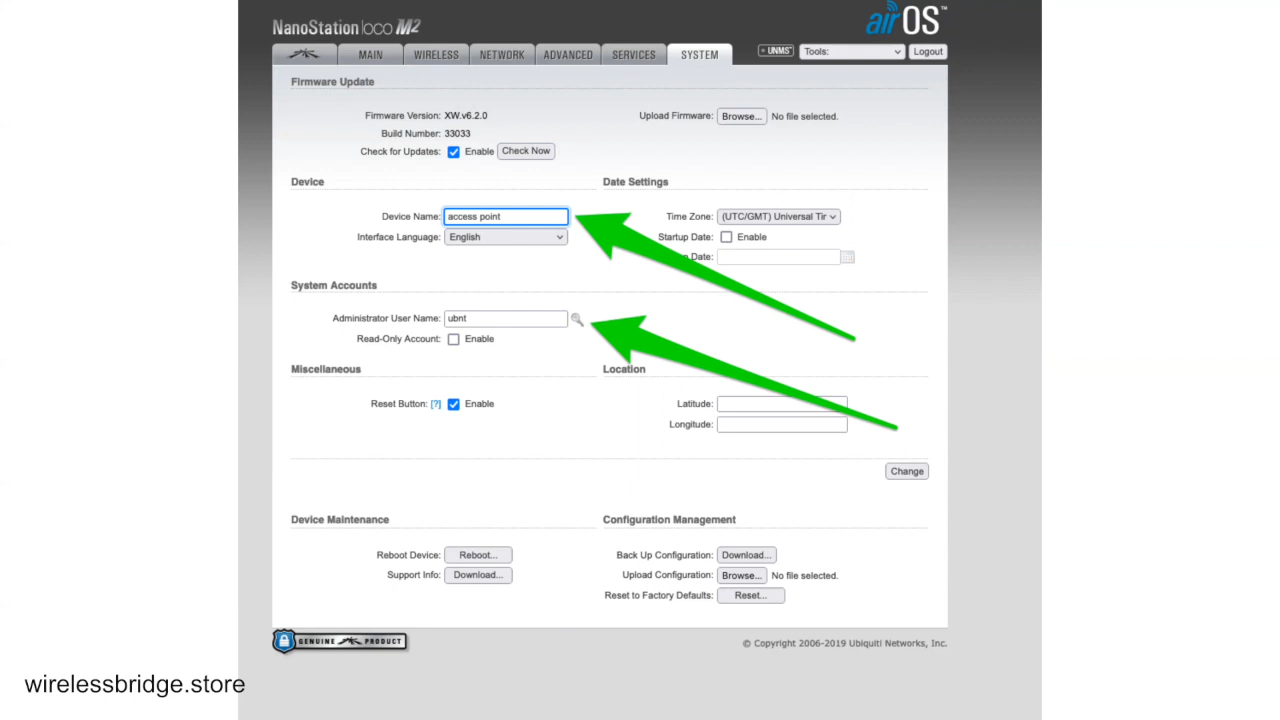 NanoStation loco M2
airOS™
MAIN WIRELESS NETWORK ADVANCED SERVICES SYSTEM
UNMS™ Tools: Logout
Firmware Update
Firmware Version: XW.v6.2.0
Upload Firmware: Browse... No file selected.
Build Number: 33033
Check for Updates: Enable Check Now
Device
Date Settings
Device Name: access point
Time Zone: (UTC/GMT) Universal Tir
Interface Language: English
Startup Date: Enable
Date:
System Accounts
Administrator User Name: ubnt
Read-Only Account: Enable
Miscellaneous
Location
Reset Button: [?] Enable
Latitude:
Longitude:
Change
Device Maintenance
Configuration Management
Reboot Device: Reboot...
Back Up Configuration: Download...
Support Info: Download...
Upload Configuration: Browse... No file selected.
Reset to Factory Defaults: Reset...
GENUINE PRODUCT
© Copyright 2006-2019 Ubiquiti Networks, Inc.
wirelessbridge.store